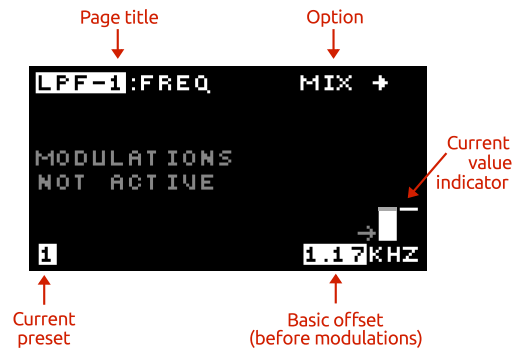 Page title
Option
LPF-1:FREQ
MIX →
MODULATIONS
NOT ACTIVE
Current
value
indicator
1
1.17KHZ
Current
preset
Basic offset
(before modulations)